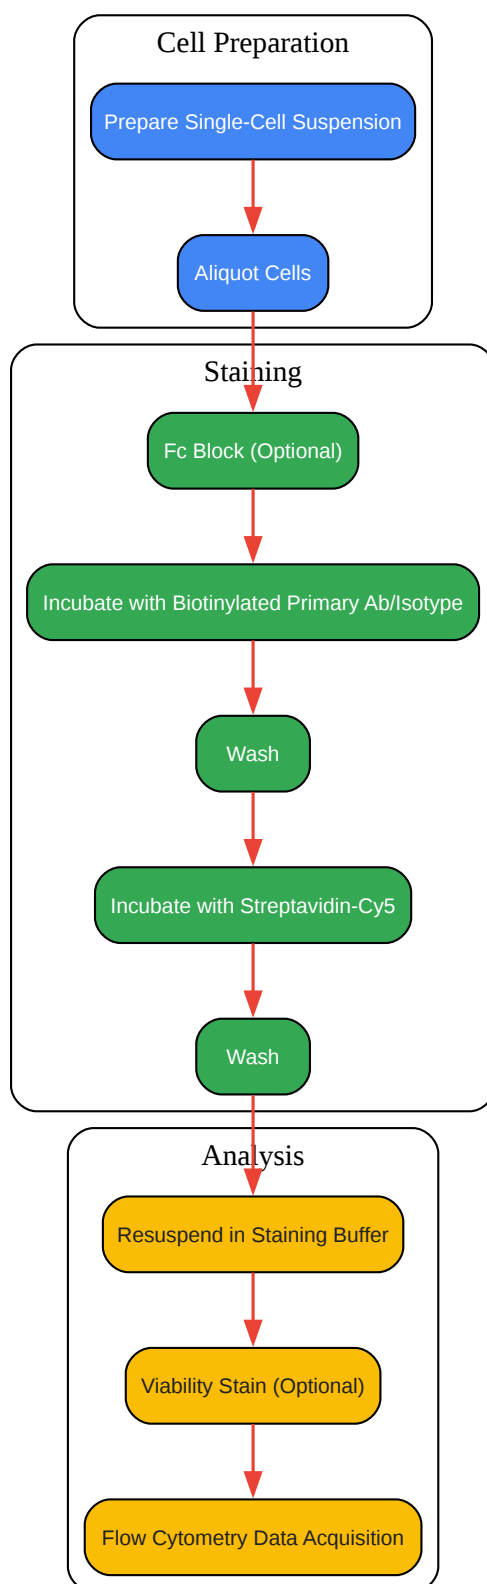 Cell Preparation
Prepare Single-Cell Suspension
Aliquot Cells
Staining
Fc Block (Optional)
Incubate with Biotinylated Primary Ab/Isotype
Wash
Incubate with Streptavidin-Cy5
Wash
Analysis
Resuspend in Staining Buffer
Viability Stain (Optional)
Flow Cytometry Data Acquisition